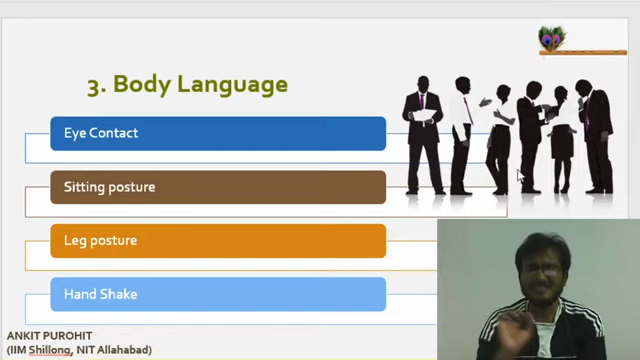 3. Body Language
Eye Contact
Sitting posture
Leg posture
Hand Shake
ANKIT PUROHIT
(IIM Shillong, NIT Allahabad)